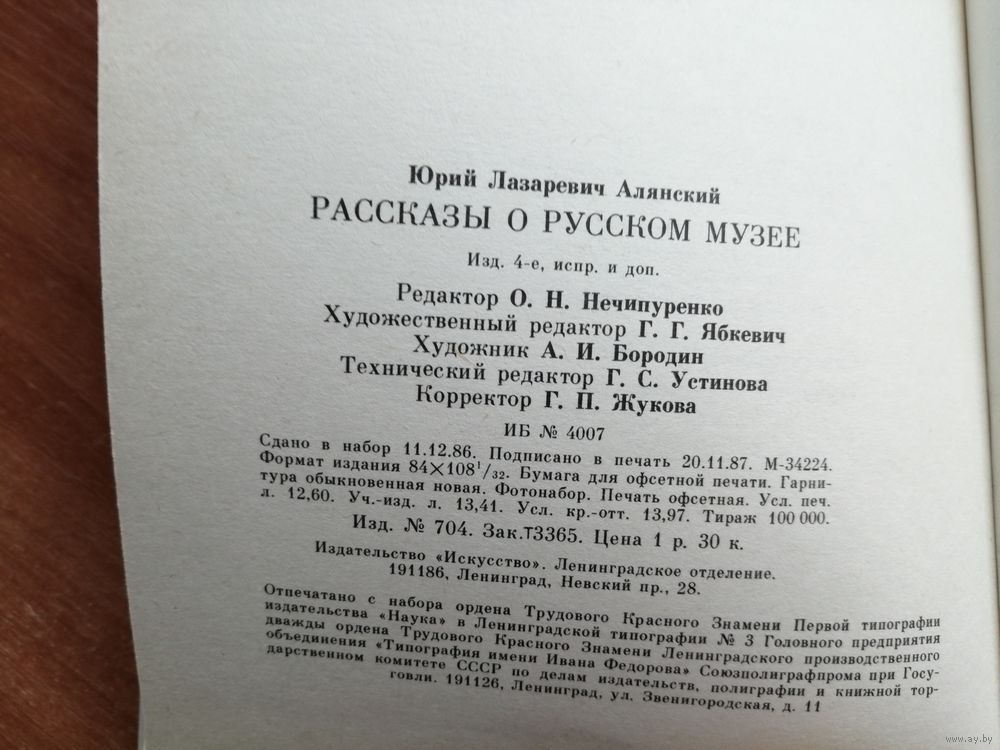 Юрий Лазаревич Алянский
РАССКАЗЫ О РУССКОМ МУЗЕЕ
Изд. 4-е, испр. и доп.
Редактор О. Н. Нечипуренко
Художественный редактор Г. Г. Ябкевич
Художник А. И. Бородин
Технический редактор Г. С. Устинова
Корректор Г. П. Жукова
ИБ № 4007
Сдано в набор 11.12.86. Подписано в печать 20.11.87. М-34224.
Формат издания 84×108¹/₃₂. Бумага для офсетной печати. Гарни-
тура обыкновенная новая. Фотонабор. Печать офсетная. Усл. печ.
л. 12,60. Уч.-изд. л. 13,41. Усл. кр.-отт. 13,97. Тираж 100 000.
Изд. № 704. Зак.Т3365. Цена 1 р. 30 к.
Издательство «Искусство». Ленинградское отделение.
191186, Ленинград, Невский пр., 28.
Отпечатано с набора ордена Трудового Красного Знамени Первой типографии
издательства «Наука» в Ленинградской типографии № 3 Головного предприятия
дважды ордена Трудового Красного Знамени Ленинградского производственного
объединения «Типография имени Ивана Федорова» Союзполиграфпрома при Госу-
дарственном комитете СССР по делам издательств, полиграфии и книжной тор-
говли. 191126, Ленинград, ул. Звенигородская, д. 11
www.ay.by